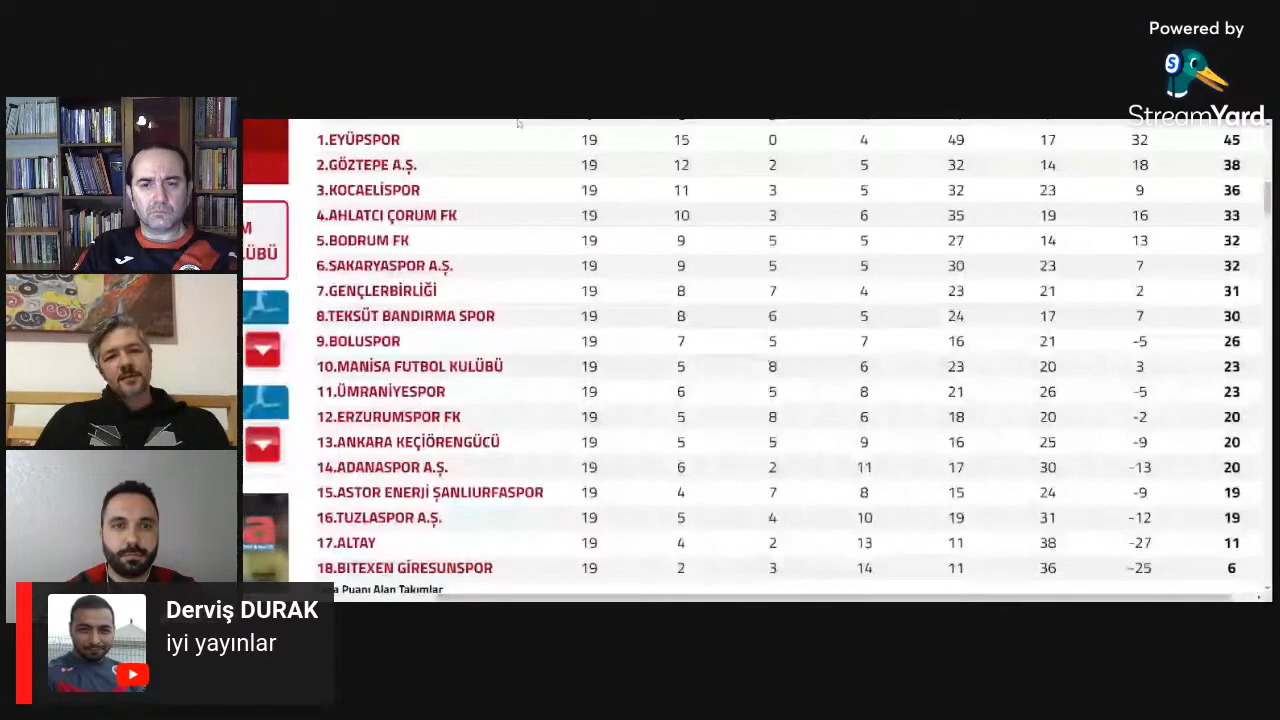 Powered by
StreamYard
1.EYÜPSPOR 19 15 0 4 49 17 32 45
2.GÖZTEPE A.Ş. 19 12 2 5 32 14 18 38
3.KOCAELİSPOR 19 11 3 5 32 23 9 36
4.AHLATCI ÇORUM FK 19 10 3 6 35 19 16 33
5.BODRUM FK 19 9 5 5 27 14 13 32
6.SAKARYASPOR A.Ş. 19 9 5 5 30 23 7 32
7.GENÇLERBİRLİĞİ 19 8 7 4 23 21 2 31
8.TEKSÜT BANDIRMA SPOR 19 8 6 5 24 17 7 30
9.BOLUSPOR 19 7 5 7 16 21 -5 26
10.MANİSA FUTBOL KULÜBÜ 19 5 8 6 23 20 3 23
11.ÜMRANİYESPOR 19 6 5 8 21 26 -5 23
12.ERZURUMSPOR FK 19 5 8 6 18 20 -2 20
13.ANKARA KEÇİÖRENGÜCÜ 19 5 5 9 16 25 -9 20
14.ADANASPOR A.Ş. 19 6 2 11 17 30 -13 20
15.ASTOR ENERJİ ŞANLIURFASPOR 19 4 7 8 15 24 -9 19
16.TUZLASPOR A.Ş. 19 5 4 10 19 31 -12 19
17.ALTAY 19 4 2 13 11 38 -27 11
18.BITEXEN GİRESUNSPOR 19 2 3 14 11 36 -25 6
Puanı Alan Takımlar
Derviş DURAK
iyi yayınlar